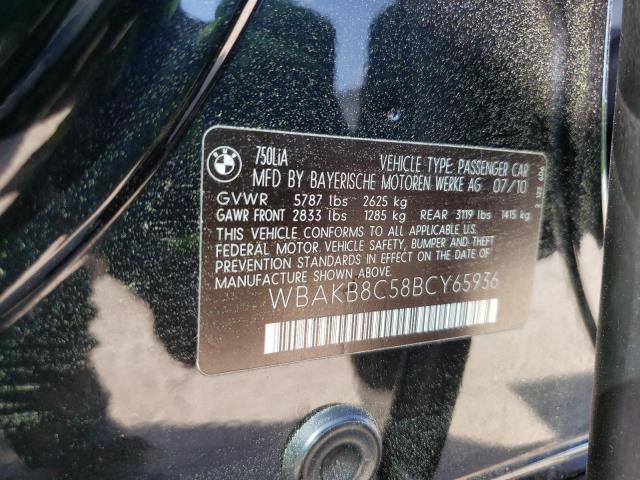 750LiA
VEHICLE TYPE: PASSENGER CAR
MFD BY BAYERISCHE MOTOREN WERKE AG 07/10
GVWR 5787 lbs 2625 kg
GAWR FRONT 2833 lbs 1285 kg REAR 3119 lbs 1415 kg
THIS VEHICLE CONFORMS TO ALL APPLICABLE U.S.
FEDERAL MOTOR VEHICLE SAFETY, BUMPER AND THEFT
PREVENTION STANDARDS IN EFFECT ON THE DATE OF
MANUFACTURE SHOWN ABOVE.
WBAKB8C58BCY65936